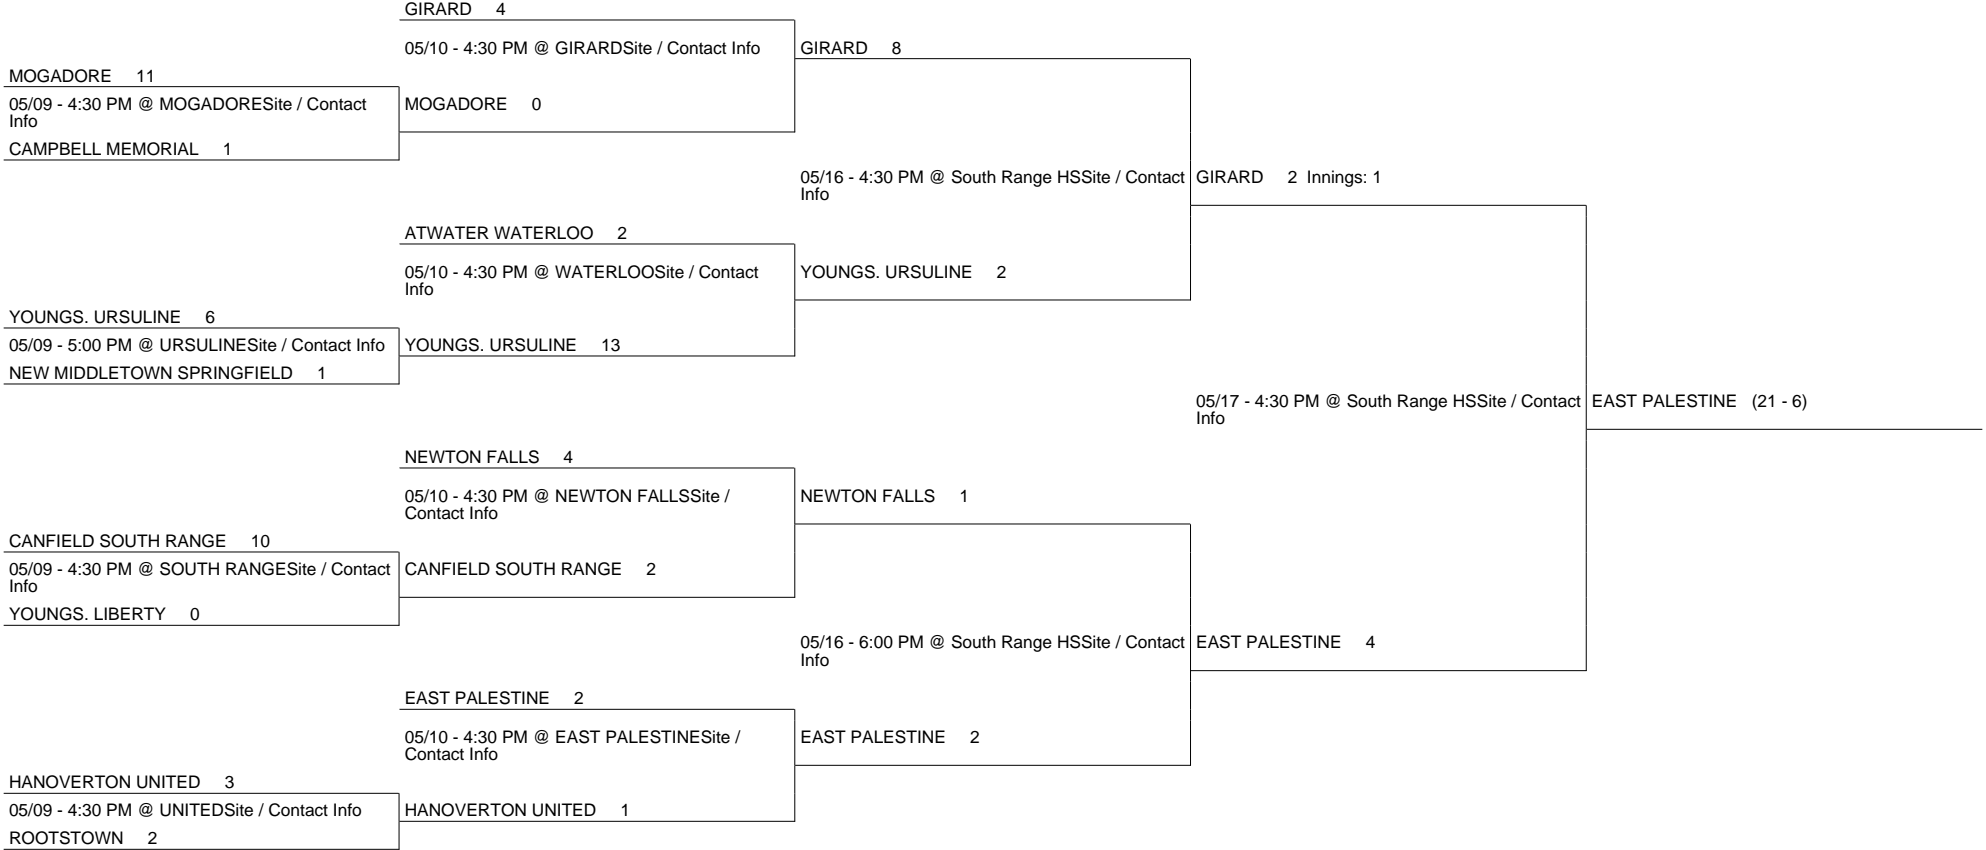 GIRARD 4
05/10 - 4:30 PM @ GIRARDSite / Contact Info
GIRARD 8
MOGADORE 11
05/09 - 4:30 PM @ MOGADORESite / Contact
Info
MOGADORE 0
CAMPBELL MEMORIAL 1
05/16 - 4:30 PM @ South Range HSSite / Contact
Info
GIRARD 2 Innings: 1
ATWATER WATERLOO 2
05/10 - 4:30 PM @ WATERLOOSite / Contact
Info
YOUNGS. URSULINE 2
YOUNGS. URSULINE 6
05/09 - 5:00 PM @ URSULINESite / Contact Info
YOUNGS. URSULINE 13
NEW MIDDLETOWN SPRINGFIELD 1
05/17 - 4:30 PM @ South Range HSSite / Contact
Info
EAST PALESTINE (21 - 6)
NEWTON FALLS 4
05/10 - 4:30 PM @ NEWTON FALLSSite /
Contact Info
NEWTON FALLS 1
CANFIELD SOUTH RANGE 10
05/09 - 4:30 PM @ SOUTH RANGESite / Contact
Info
CANFIELD SOUTH RANGE 2
YOUNGS. LIBERTY 0
05/16 - 6:00 PM @ South Range HSSite / Contact
Info
EAST PALESTINE 4
EAST PALESTINE 2
05/10 - 4:30 PM @ EAST PALESTINESite /
Contact Info
EAST PALESTINE 2
HANOVERTON UNITED 3
05/09 - 4:30 PM @ UNITEDSite / Contact Info
HANOVERTON UNITED 1
ROOTSTOWN 2